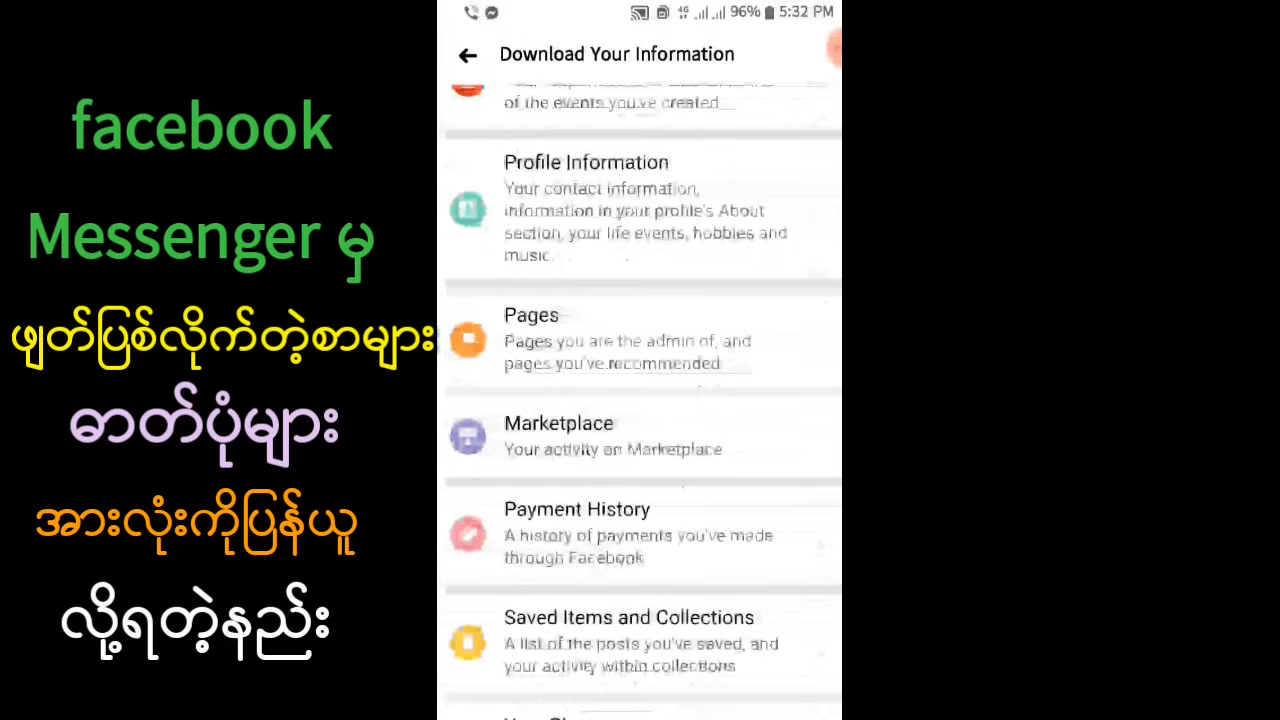 facebook
Messenger မှ
ဖျတ်ပြစ်လိုက်တဲ့စာများ
ဓာတ်ပုံများ
အားလုံးကိုပြန်ယူ
လို့ရတဲ့နည်း
4G 96% 5:32 PM
Download Your Information
of the events you've created
Profile Information
Your contact information,
information in your profile's About
section, your life events, hobbies and
music.
Pages
Pages you are the admin of, and
pages you've recommended
Marketplace
Your activity on Marketplace
Payment History
A history of payments you've made
through Facebook
Saved Items and Collections
A list of the posts you've saved, and
your activity within collections